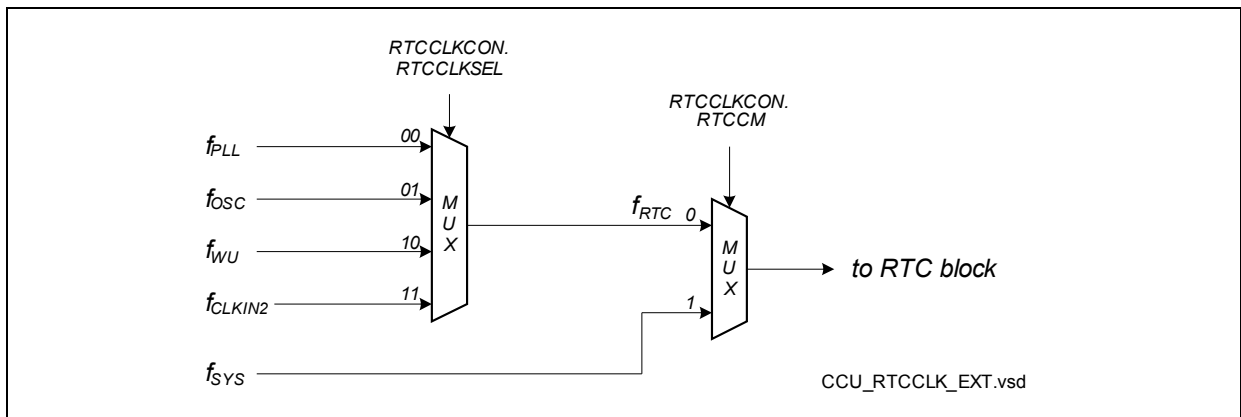 RTCCLKCON.
RTCCLKSEL
RTCCLKCON.
RTCCM
fPLL
00
fOSC
01
fWU
10
fCLKIN2
11
M
U
X
fRTC
0
1
M
U
X
to RTC block
fSYS
CCU_RTCCLK_EXT.vsd